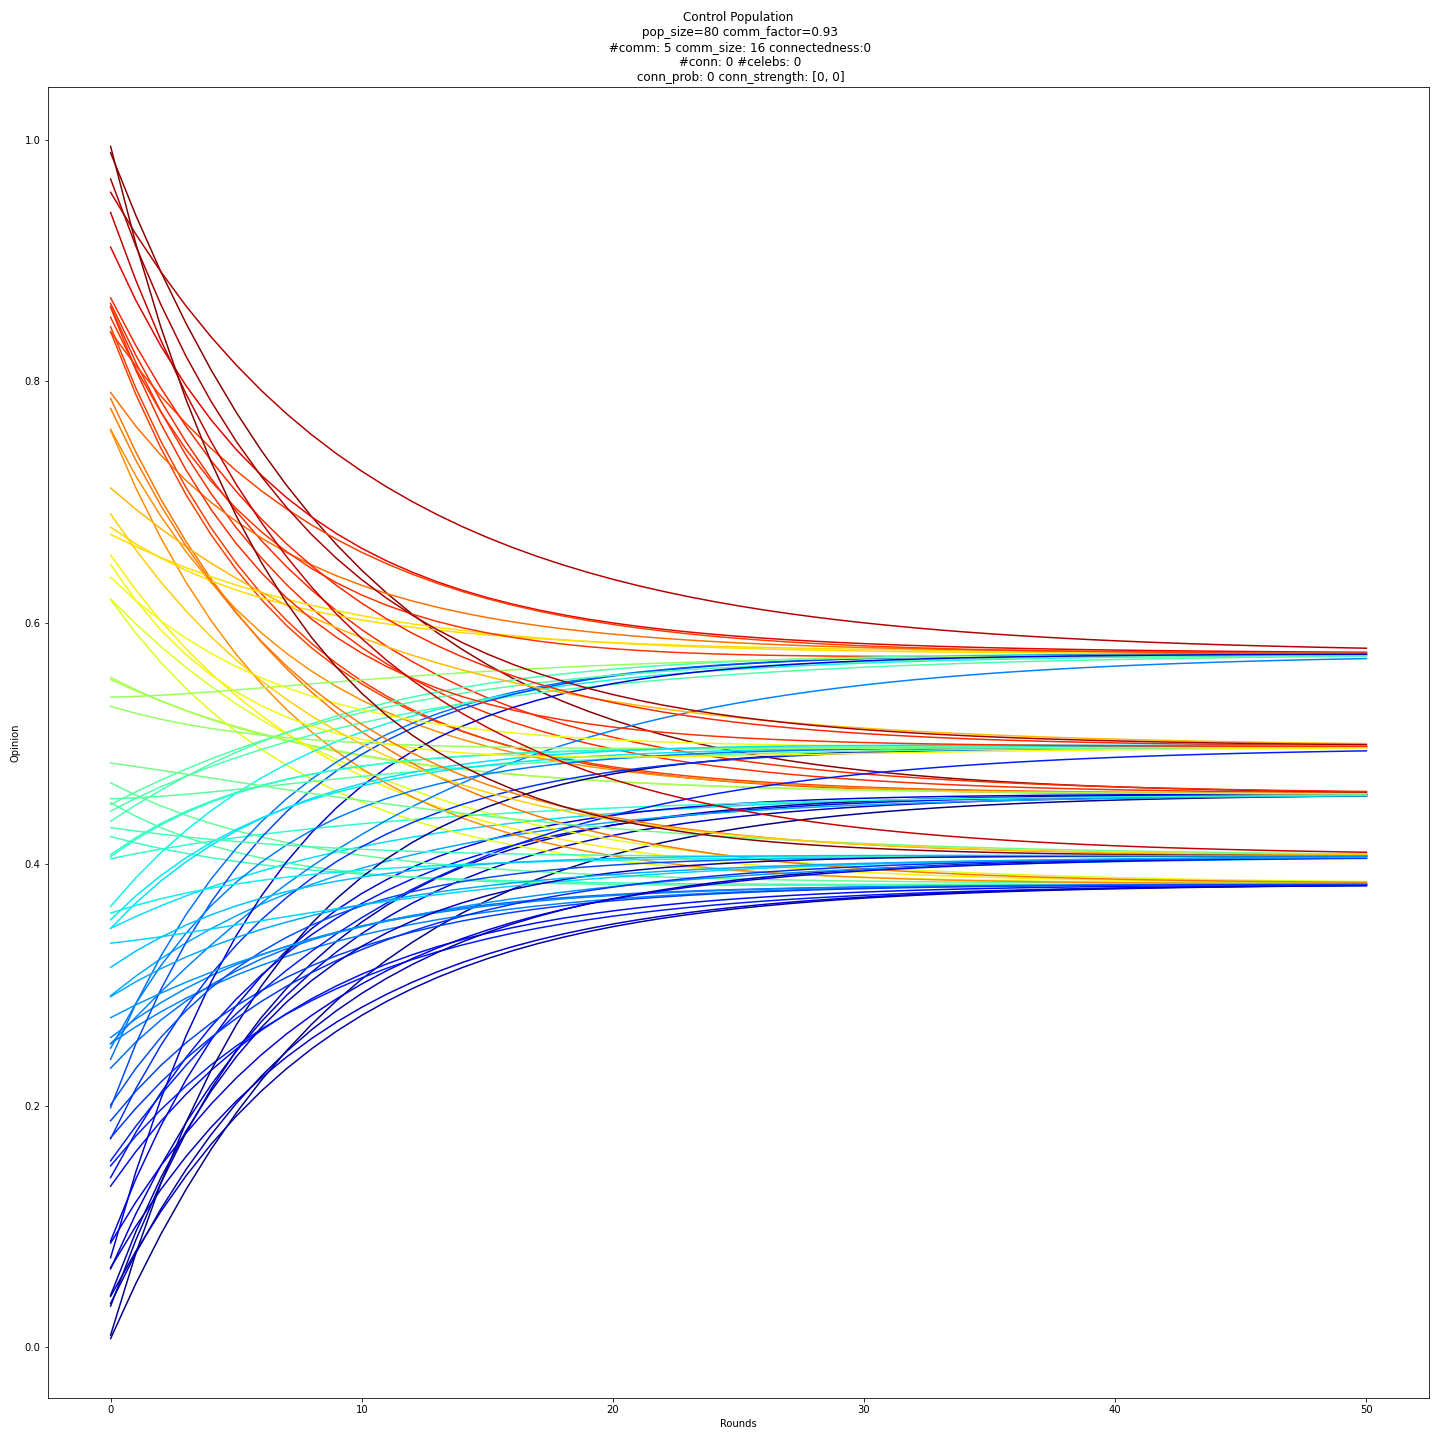 Control Population
pop_size=80 comm_factor=0.93
#comm: 5 comm_size: 16 connectedness:0
#conn: 0 #celebs: 0
conn_prob: 0 conn_strength: [0, 0]
1.0
0.8
0.6
0.4
0.2
0.0
Opinion
0 10 20 30 40 50
Rounds